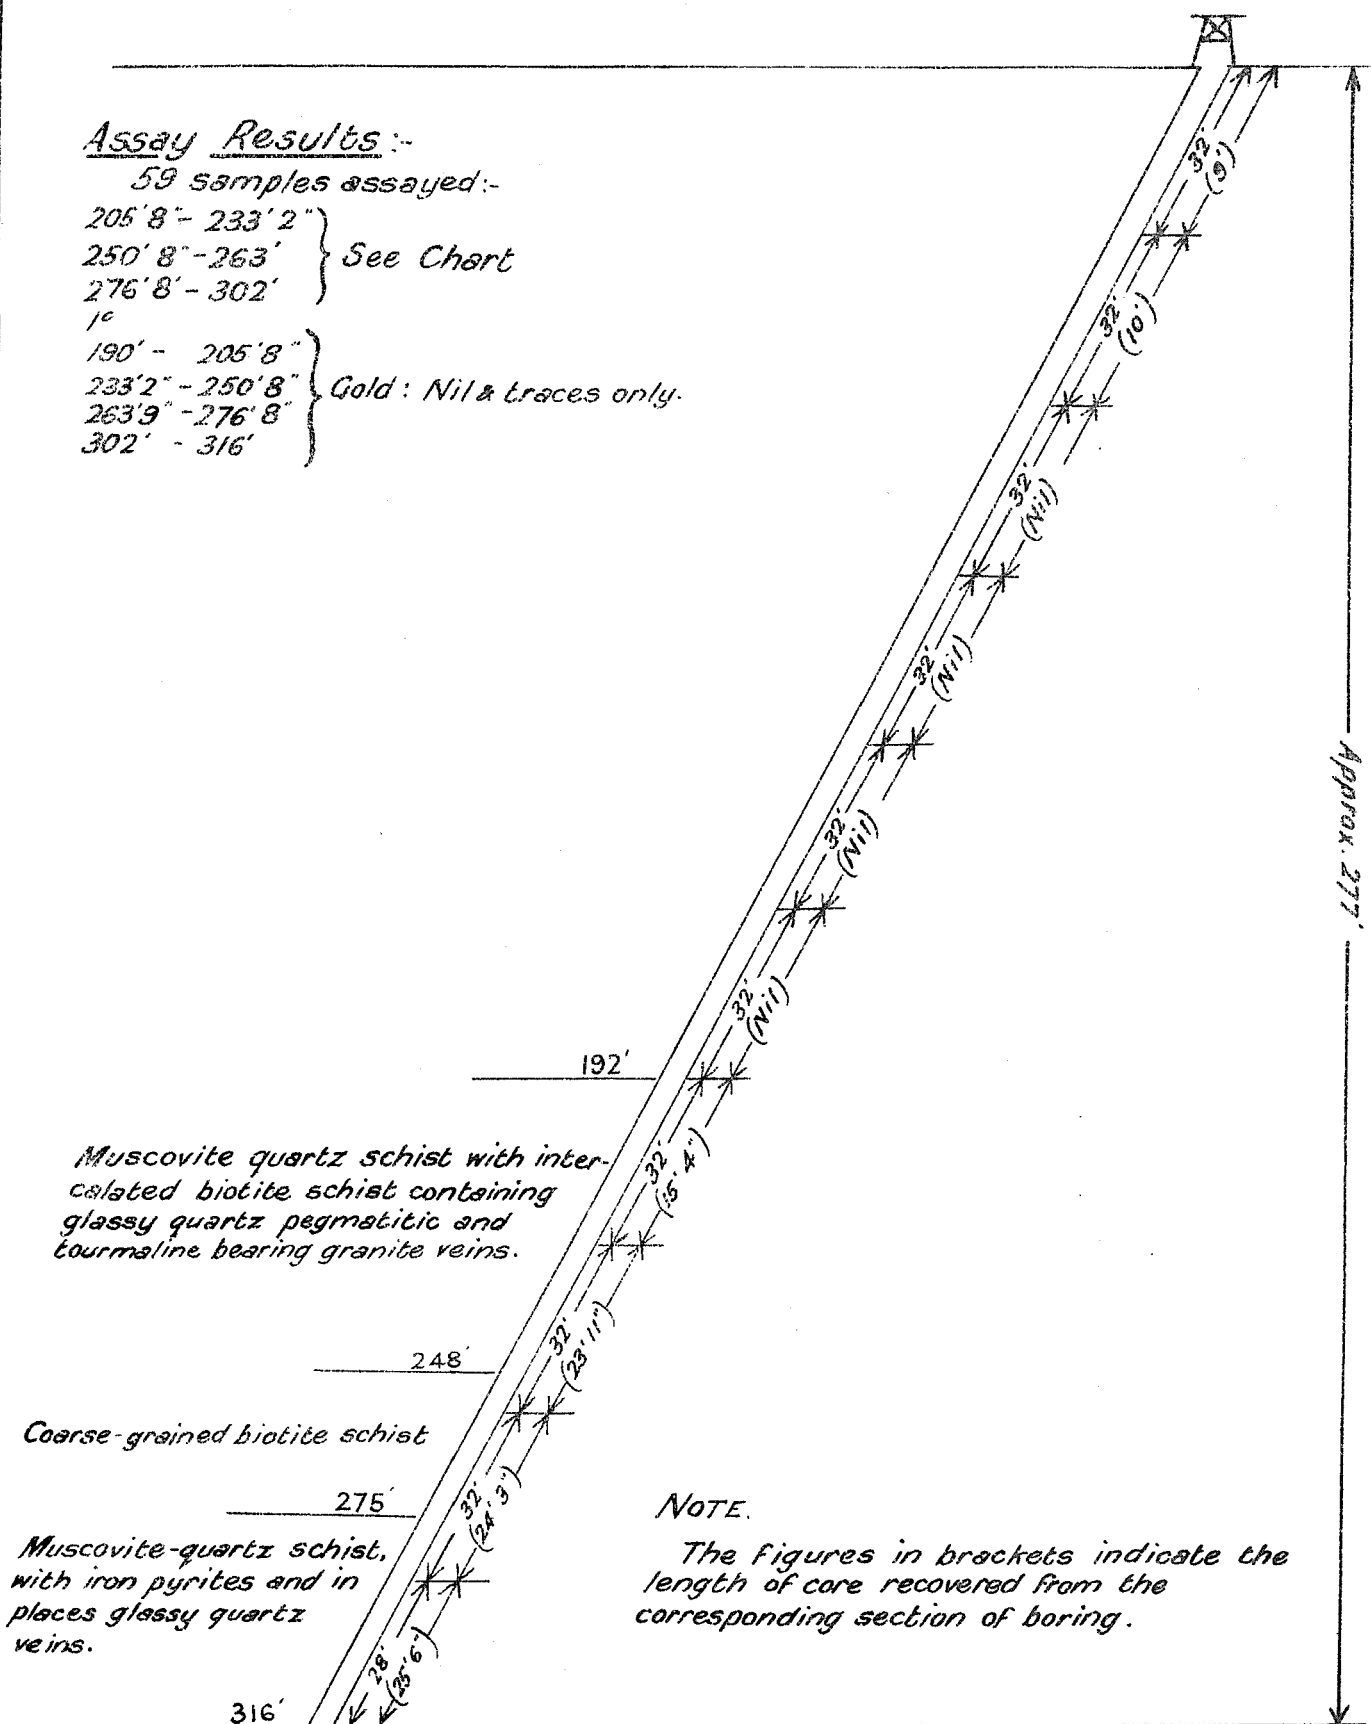 Assay Results:-
59 samples assayed:-
205'8"- 233'2"
250' 8"-263'
276'8' - 302'
See Chart
190' - 205'8"
233'2" - 250'8"
263'9" - 276'8"
302' - 316'
Gold: Nil & traces only.
32'
(9')
32'
(10')
32'
(Nil)
32'
(Nil)
32'
(Nil)
32'
(Nil)
Approx. 277'
192'
32'
(15' 4")
Muscovite quartz schist with inter-
calated biotite schist containing
glassy quartz pegmatitic and
tourmaline bearing granite veins.
32'
(23' 11")
248'
Coarse-grained biotite schist
32'
(24' 3")
275'
Muscovite-quartz schist,
with iron pyrites and in
places glassy quartz
veins.
28'
(25'6")
316'
NOTE.
The figures in brackets indicate the
length of core recovered from the
corresponding section of boring.